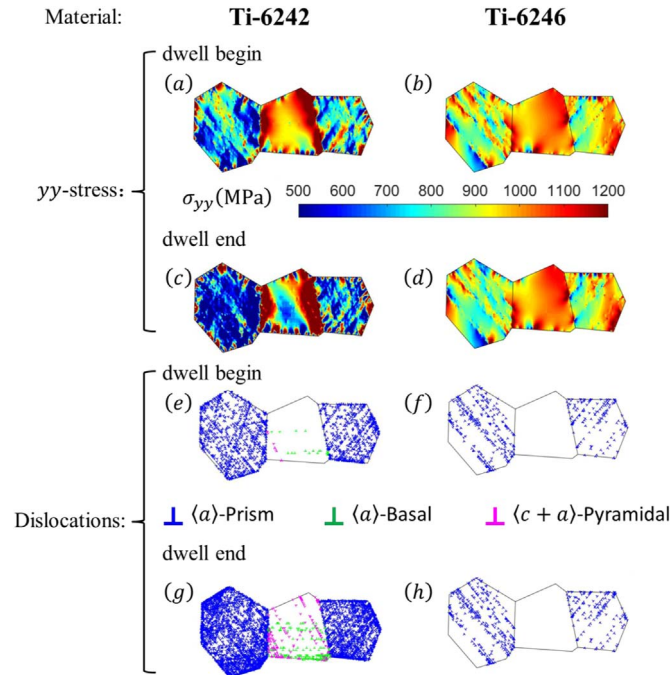 Material: Ti-6242 Ti-6246
dwell begin
(a) (b)
yy-stress:
σyy(MPa) 500 600 700 800 900 1000 1100 1200
dwell end
(c) (d)
dwell begin
(e) (f)
Dislocations: ⊥ ⟨a⟩-Prism ⊥ ⟨a⟩-Basal ⊥ ⟨c + a⟩-Pyramidal
dwell end
(g) (h)